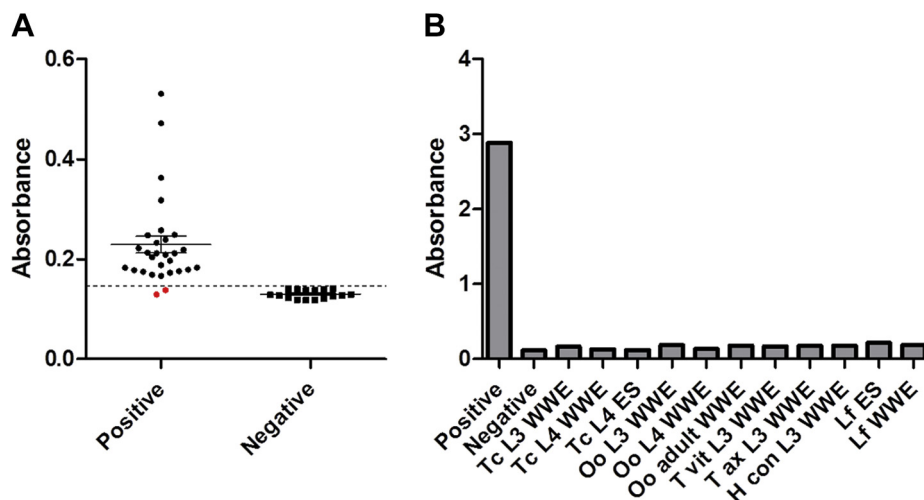 A
Absorbance
0.6
0.4
0.2
0.0
Positive
Negative
B
Absorbance
4
3
2
1
0
Positive
Negative
Tc L3 WWE
Tc L4 WWE
Tc L4 ES
Oo L3 WWE
Oo L4 WWE
Oo adult WWE
T vit L3 WWE
T ax L3 WWE
H con L3 WWE
Lf ES
Lf WWE